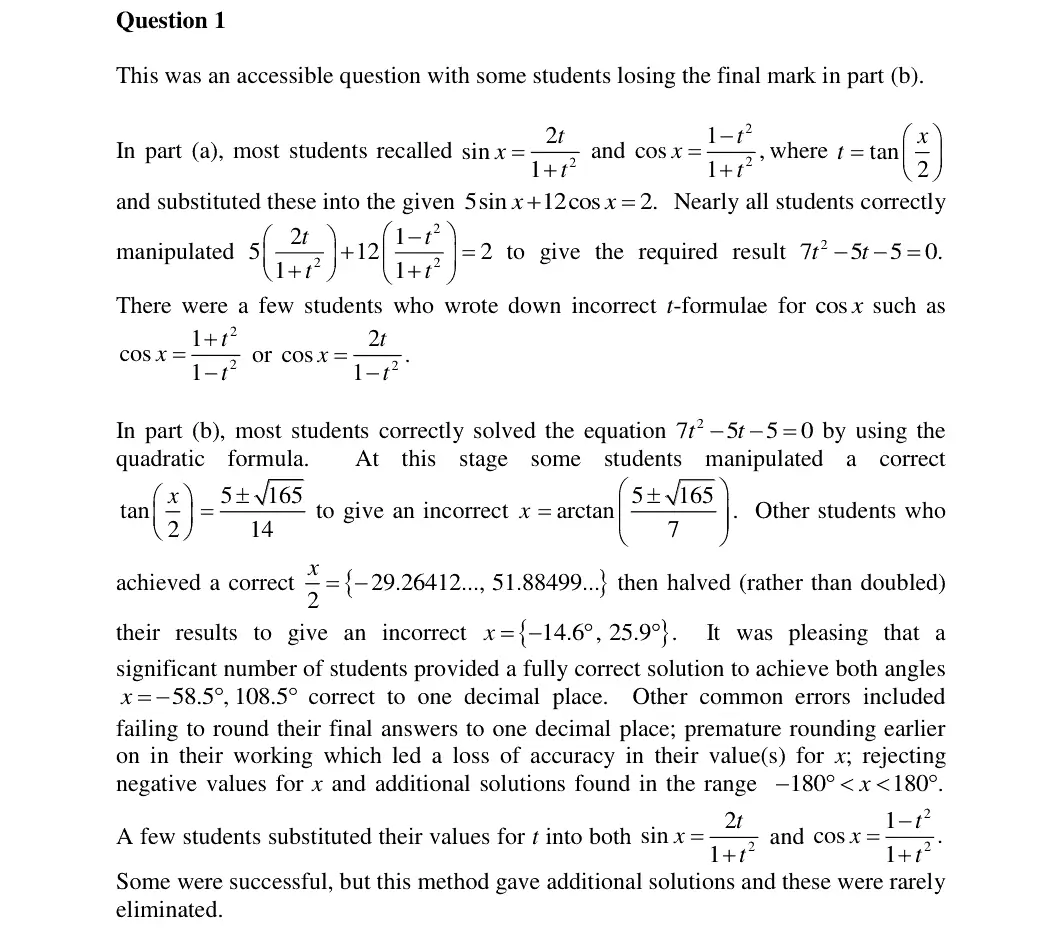 Question 1
This was an accessible question with some students losing the final mark in part (b).
In part (a), most students recalled sin x = 2t/(1+t²) and cos x = (1−t²)/(1+t²), where t = tan(x/2)
and substituted these into the given 5sin x + 12cos x = 2. Nearly all students correctly
manipulated 5(2t/(1+t²)) + 12((1−t²)/(1+t²)) = 2 to give the required result 7t² − 5t − 5 = 0.
There were a few students who wrote down incorrect t-formulae for cos x such as
cos x = (1+t²)/(1−t²) or cos x = 2t/(1−t²).
In part (b), most students correctly solved the equation 7t² − 5t − 5 = 0 by using the
quadratic formula. At this stage some students manipulated a correct
tan(x/2) = (5±√165)/14 to give an incorrect x = arctan((5±√165)/7). Other students who
achieved a correct x/2 = {−29.26412..., 51.88499...} then halved (rather than doubled)
their results to give an incorrect x = {−14.6°, 25.9°}. It was pleasing that a
significant number of students provided a fully correct solution to achieve both angles
x = −58.5°, 108.5° correct to one decimal place. Other common errors included
failing to round their final answers to one decimal place; premature rounding earlier
on in their working which led a loss of accuracy in their value(s) for x; rejecting
negative values for x and additional solutions found in the range −180° < x < 180°.
A few students substituted their values for t into both sin x = 2t/(1+t²) and cos x = (1−t²)/(1+t²).
Some were successful, but this method gave additional solutions and these were rarely
eliminated.